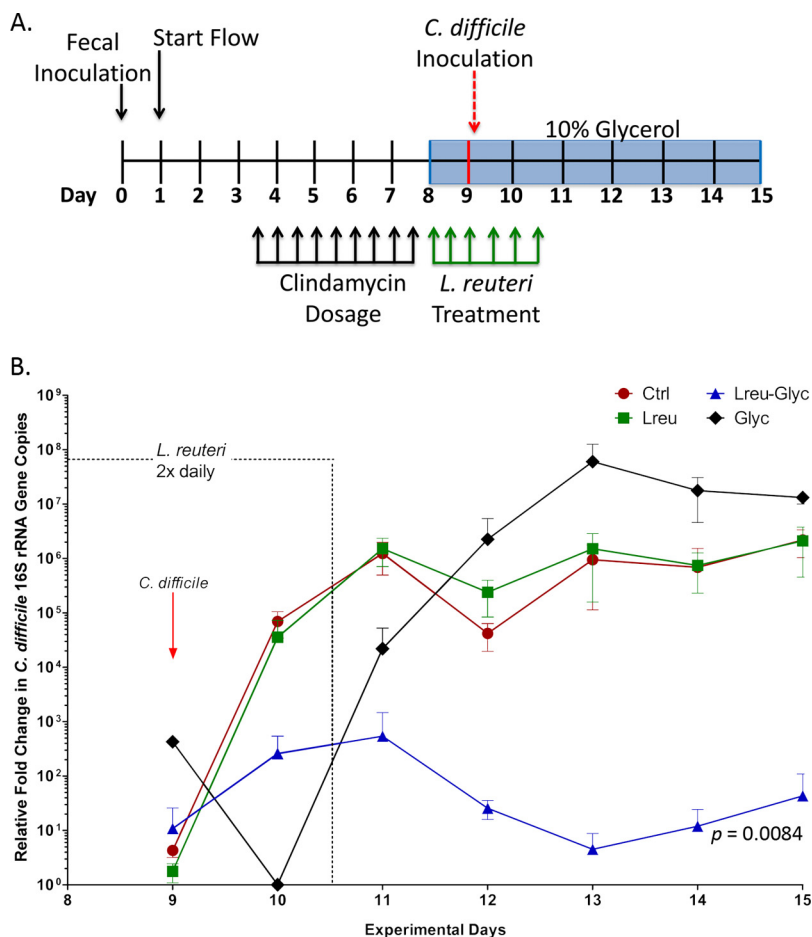 A.
Fecal
Inoculation
Start Flow
C. difficile
Inoculation
10% Glycerol
Day 0 1 2 3 4 5 6 7 8 9 10 11 12 13 14 15
Clindamycin
Dosage
L. reuteri
Treatment
B.
Relative Fold Change in C. difficile 16S rRNA Gene Copies
10⁹
10⁸
10⁷
10⁶
10⁵
10⁴
10³
10²
10¹
10⁰
Ctrl
Lreu
Lreu-Glyc
Glyc
L. reuteri
2x daily
C. difficile
p = 0.0084
8 9 10 11 12 13 14 15
Experimental Days